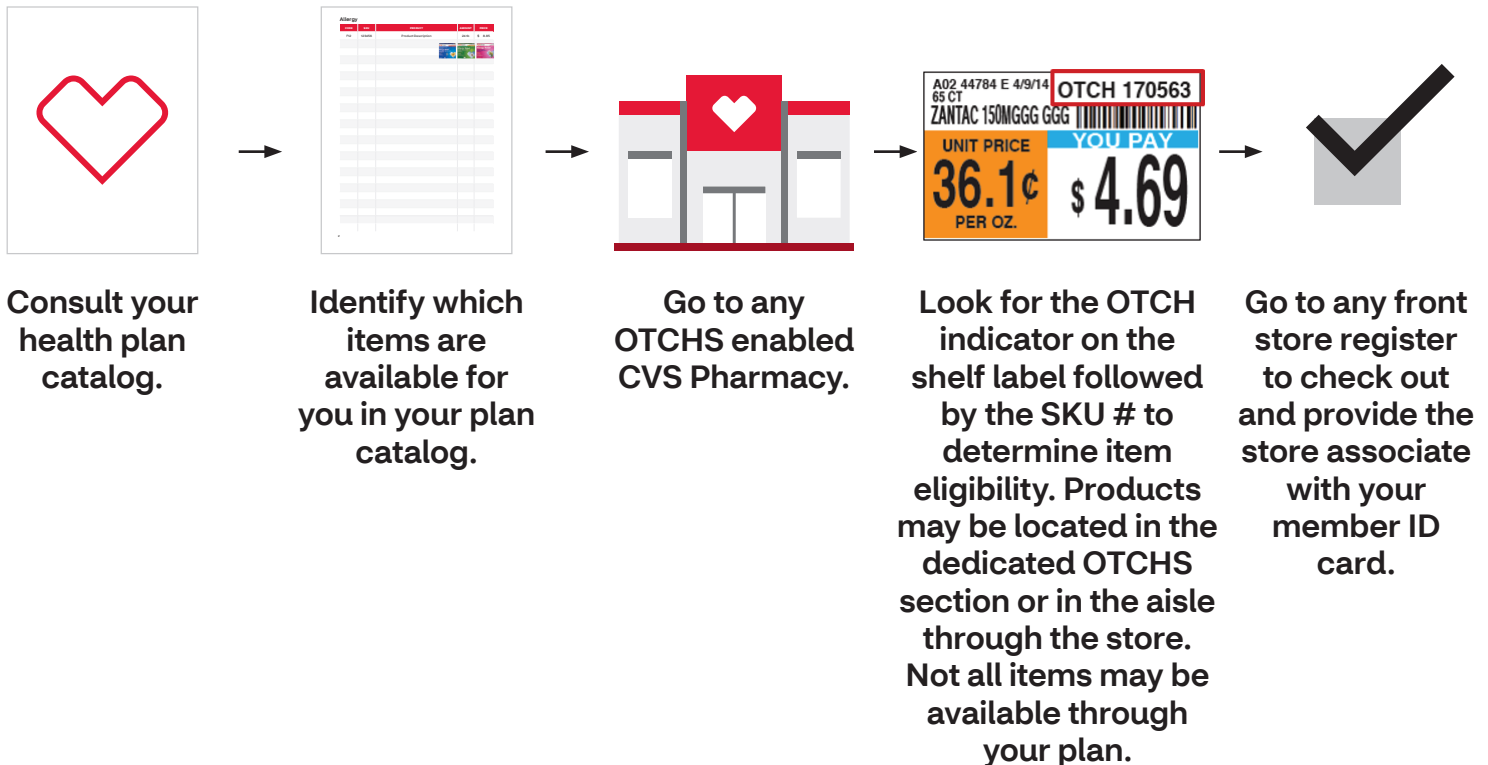 Allergy
Product Description
A02 44784 E 4/9/14
OTCH 170563
65 CT
ZANTAC 150MGGG GGG
UNIT PRICE
YOU PAY
36.1¢
$ 4.69
PER OZ.
Consult your
health plan
catalog.
Identify which
items are
available for
you in your plan
catalog.
Go to any
OTCHS enabled
CVS Pharmacy.
Look for the OTCH
indicator on the
shelf label followed
by the SKU # to
determine item
eligibility. Products
may be located in the
dedicated OTCHS
section or in the aisle
through the store.
Not all items may be
available through
your plan.
Go to any front
store register
to check out
and provide the
store associate
with your
member ID
card.